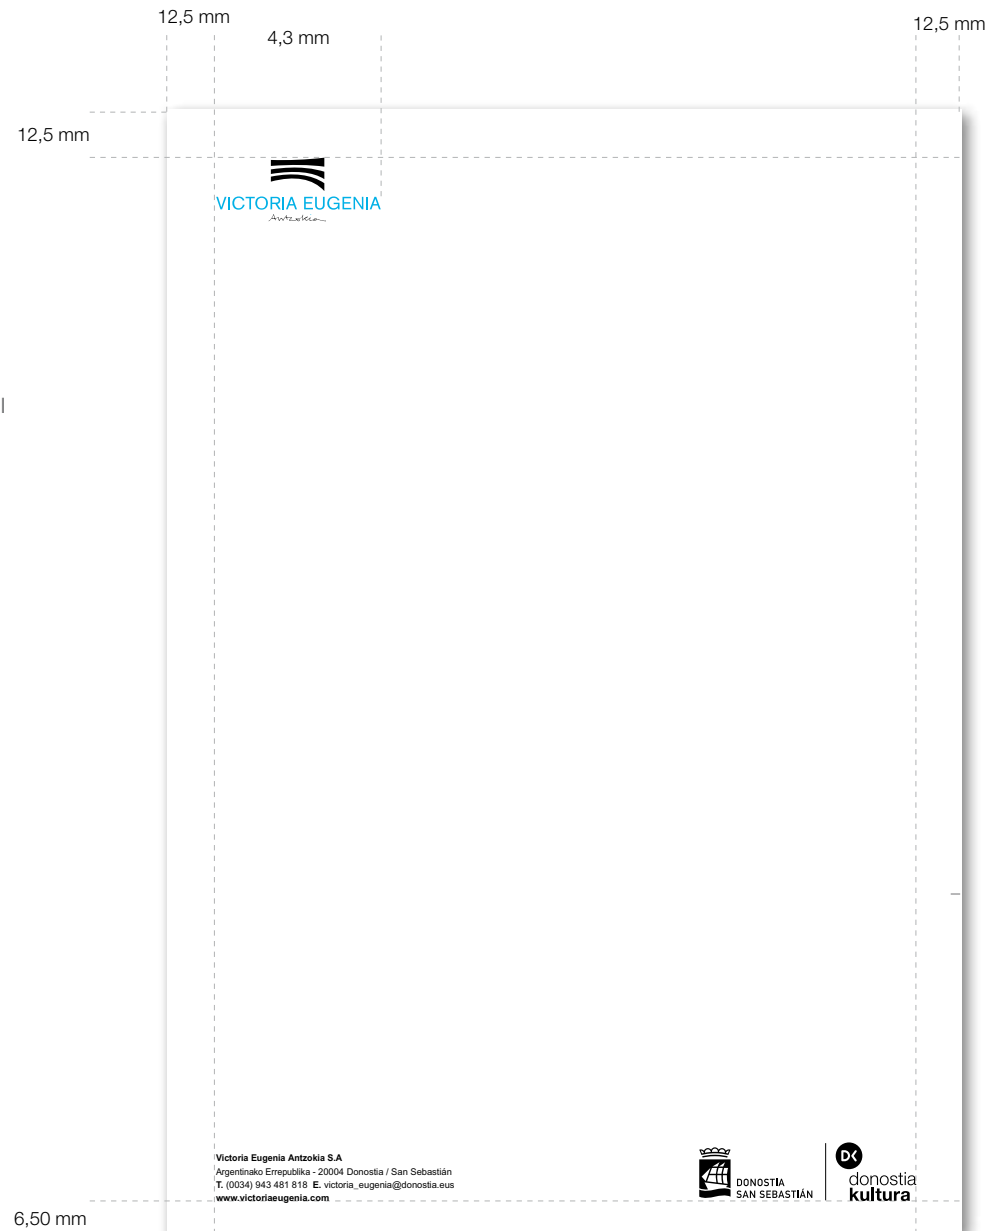 12,5 mm
4,3 mm
12,5 mm
12,5 mm
VICTORIA EUGENIA
Antzokia
Victoria Eugenia Antzokia S.A
Argentinako Errepublika - 20004 Donostia / San Sebastián
T. (0034) 943 481 818 E. victoria_eugenia@donostia.eus
www.victoriaeugenia.com
DONOSTIA
SAN SEBASTIÁN
DK
donostia
kultura
6,50 mm